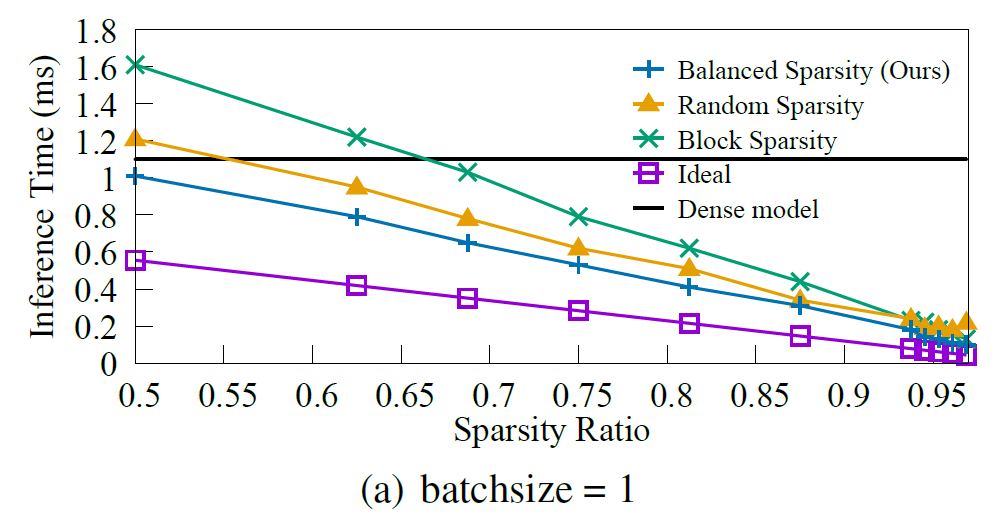 1.8
1.6
1.4
1.2
1
0.8
0.6
0.4
0.2
0
Inference Time (ms)
Balanced Sparsity (Ours)
Random Sparsity
Block Sparsity
Ideal
Dense model
0.5 0.55 0.6 0.65 0.7 0.75 0.8 0.85 0.9 0.95
Sparsity Ratio
(a) batchsize = 1